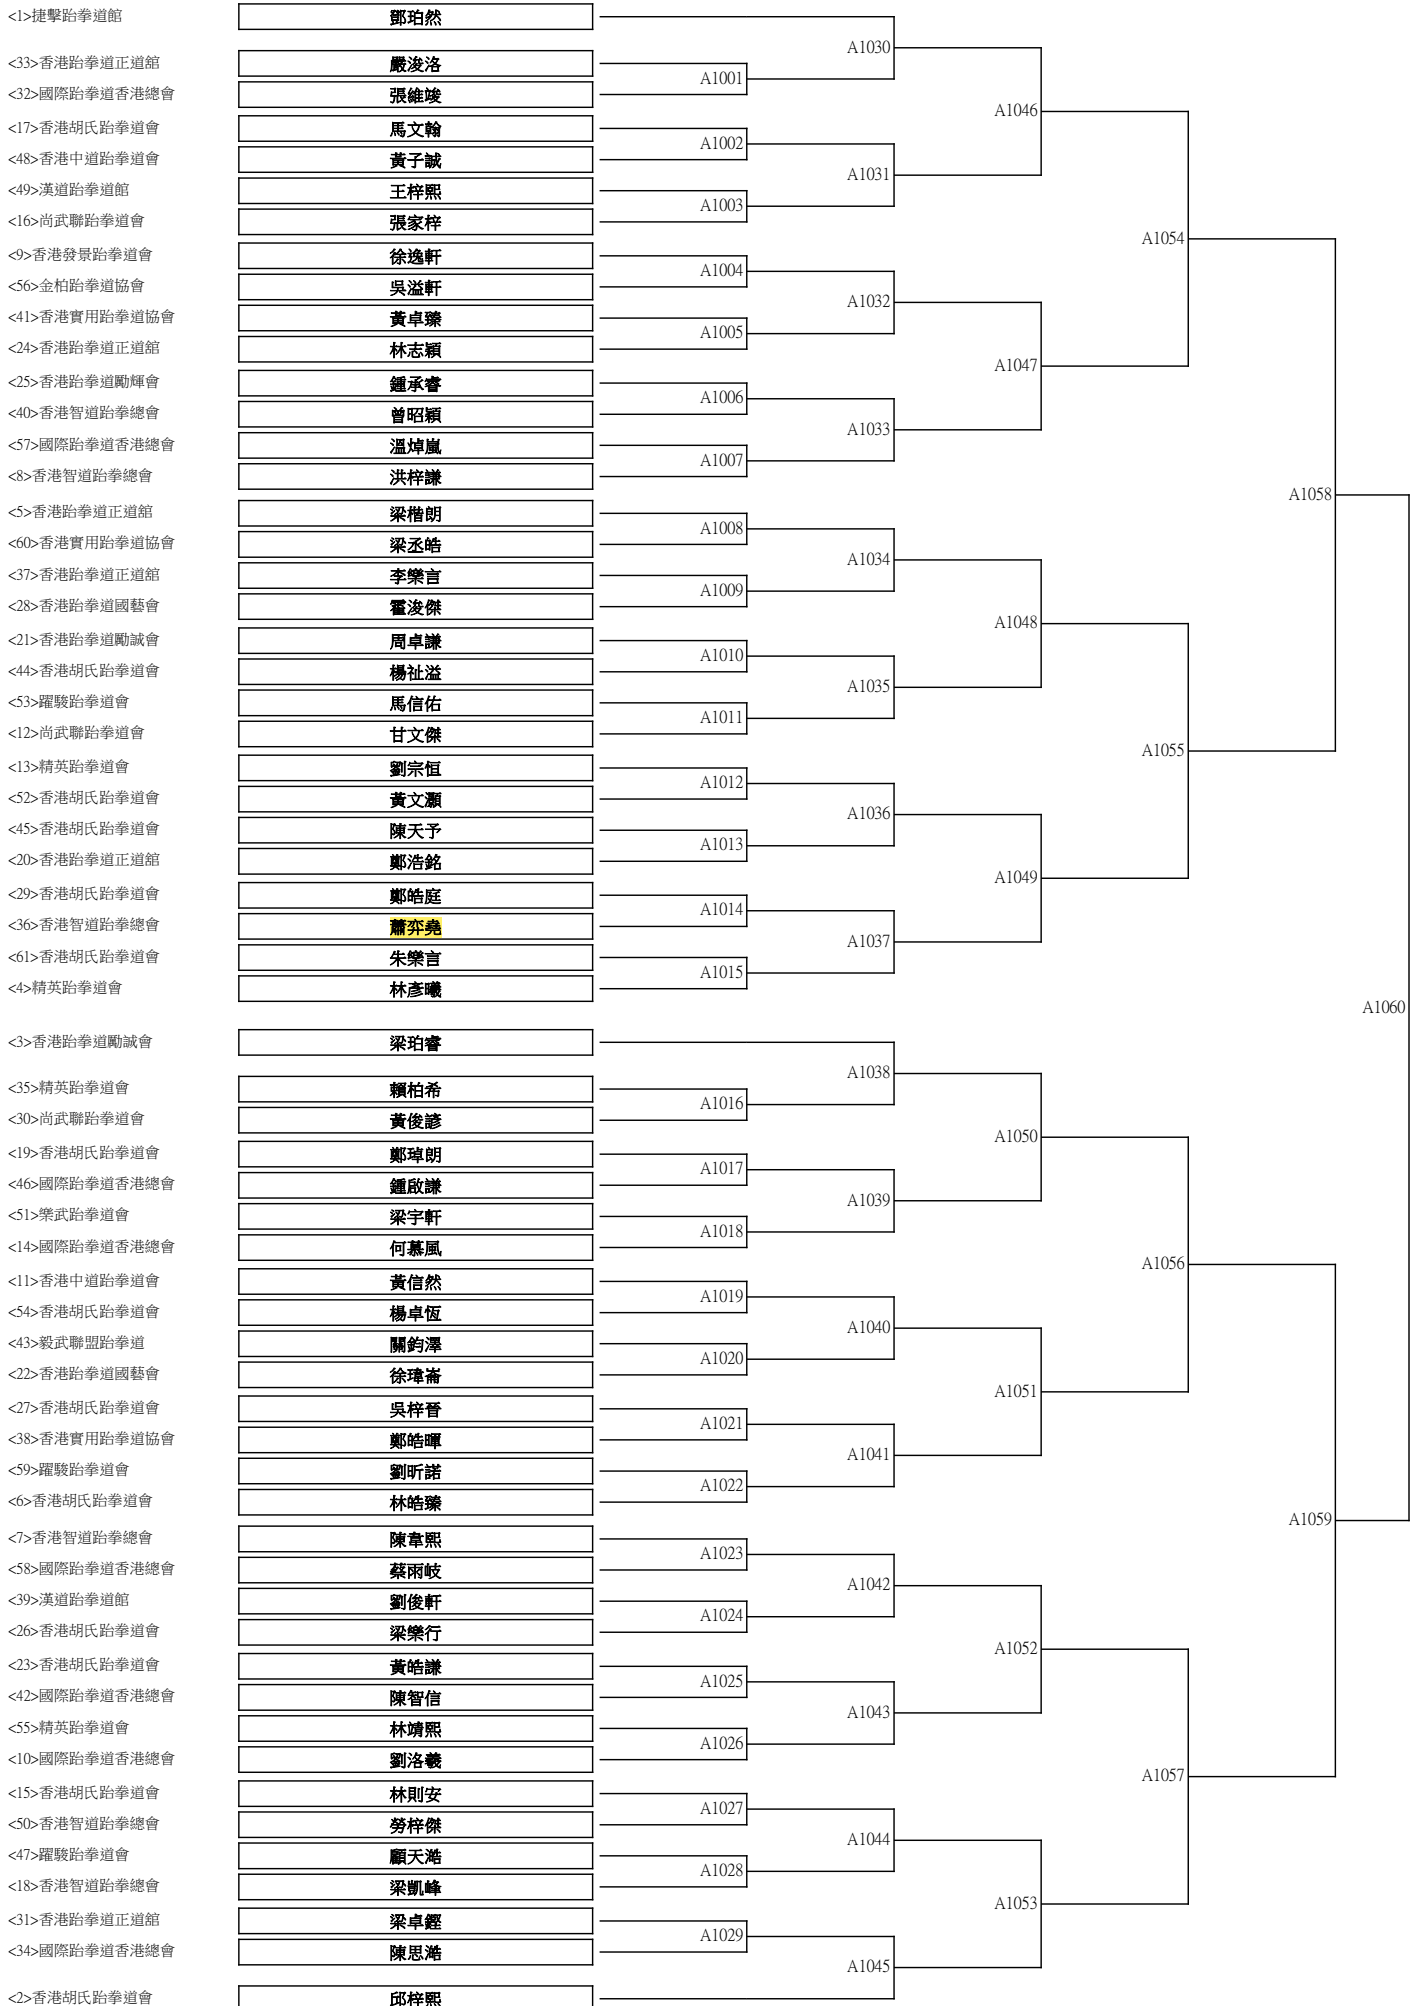 <1>捷擊跆拳道館 鄧珀然
A1030
<33>香港跆拳道正道舘 嚴浚洛
A1001
<32>國際跆拳道香港總會 張維竣
A1046
<17>香港胡氏跆拳道會 馬文翰
A1002
<48>香港中道跆拳道會 黃子誠
A1031
<49>漢道跆拳道館 王梓熙
A1003
<16>尚武聯跆拳道會 張家梓
A1054
<9>香港發景跆拳道會 徐逸軒
A1004
<56>金柏跆拳道協會 吳溢軒
A1032
<41>香港實用跆拳道協會 黃卓臻
A1005
<24>香港跆拳道正道舘 林志穎
A1047
<25>香港跆拳道勵輝會 鍾承睿
A1006
<40>香港智道跆拳總會 曾昭穎
A1033
<57>國際跆拳道香港總會 溫焯嵐
A1007
<8>香港智道跆拳總會 洪梓謙
A1058
<5>香港跆拳道正道舘 梁楷朗
A1008
<60>香港實用跆拳道協會 梁丞皓
A1034
<37>香港跆拳道正道舘 李樂言
A1009
<28>香港跆拳道國藝會 霍浚傑
A1048
<21>香港跆拳道勵誠會 周卓謙
A1010
<44>香港胡氏跆拳道會 楊祉溢
A1035
<53>躍駿跆拳道會 馬信佑
A1011
<12>尚武聯跆拳道會 甘文傑
A1055
<13>精英跆拳道會 劉宗恒
A1012
<52>香港胡氏跆拳道會 黃文灝
A1036
<45>香港胡氏跆拳道會 陳天予
A1013
<20>香港跆拳道正道舘 鄭浩銘
A1049
<29>香港胡氏跆拳道會 鄭皓庭
A1014
<36>香港智道跆拳總會 蕭弈堯
A1037
<61>香港胡氏跆拳道會 朱樂言
A1015
<4>精英跆拳道會 林彥曦
A1060
<3>香港跆拳道勵誠會 梁珀睿
A1038
<35>精英跆拳道會 賴柏希
A1016
<30>尚武聯跆拳道會 黃俊諺
A1050
<19>香港胡氏跆拳道會 鄭琸朗
A1017
<46>國際跆拳道香港總會 鍾啟謙
A1039
<51>樂武跆拳道會 梁宇軒
A1018
<14>國際跆拳道香港總會 何慕風
A1056
<11>香港中道跆拳道會 黃信然
A1019
<54>香港胡氏跆拳道會 楊卓恆
A1040
<43>毅武聯盟跆拳道 關鈞澤
A1020
<22>香港跆拳道國藝會 徐瑋崙
A1051
<27>香港胡氏跆拳道會 吳梓晉
A1021
<38>香港實用跆拳道協會 鄭皓暉
A1041
<59>躍駿跆拳道會 劉昕諾
A1022
<6>香港胡氏跆拳道會 林皓臻
A1059
<7>香港智道跆拳總會 陳韋熙
A1023
<58>國際跆拳道香港總會 蔡雨岐
A1042
<39>漢道跆拳道館 劉俊軒
A1024
<26>香港胡氏跆拳道會 梁樂行
A1052
<23>香港胡氏跆拳道會 黃皓謙
A1025
<42>國際跆拳道香港總會 陳智信
A1043
<55>精英跆拳道會 林靖熙
A1026
<10>國際跆拳道香港總會 劉洛羲
A1057
<15>香港胡氏跆拳道會 林則安
A1027
<50>香港智道跆拳總會 勞梓傑
A1044
<47>躍駿跆拳道會 顧天澔
A1028
<18>香港智道跆拳總會 梁凱峰
A1053
<31>香港跆拳道正道舘 梁卓鏗
A1029
<34>國際跆拳道香港總會 陳思澔
A1045
<2>香港胡氏跆拳道會 邱梓熙